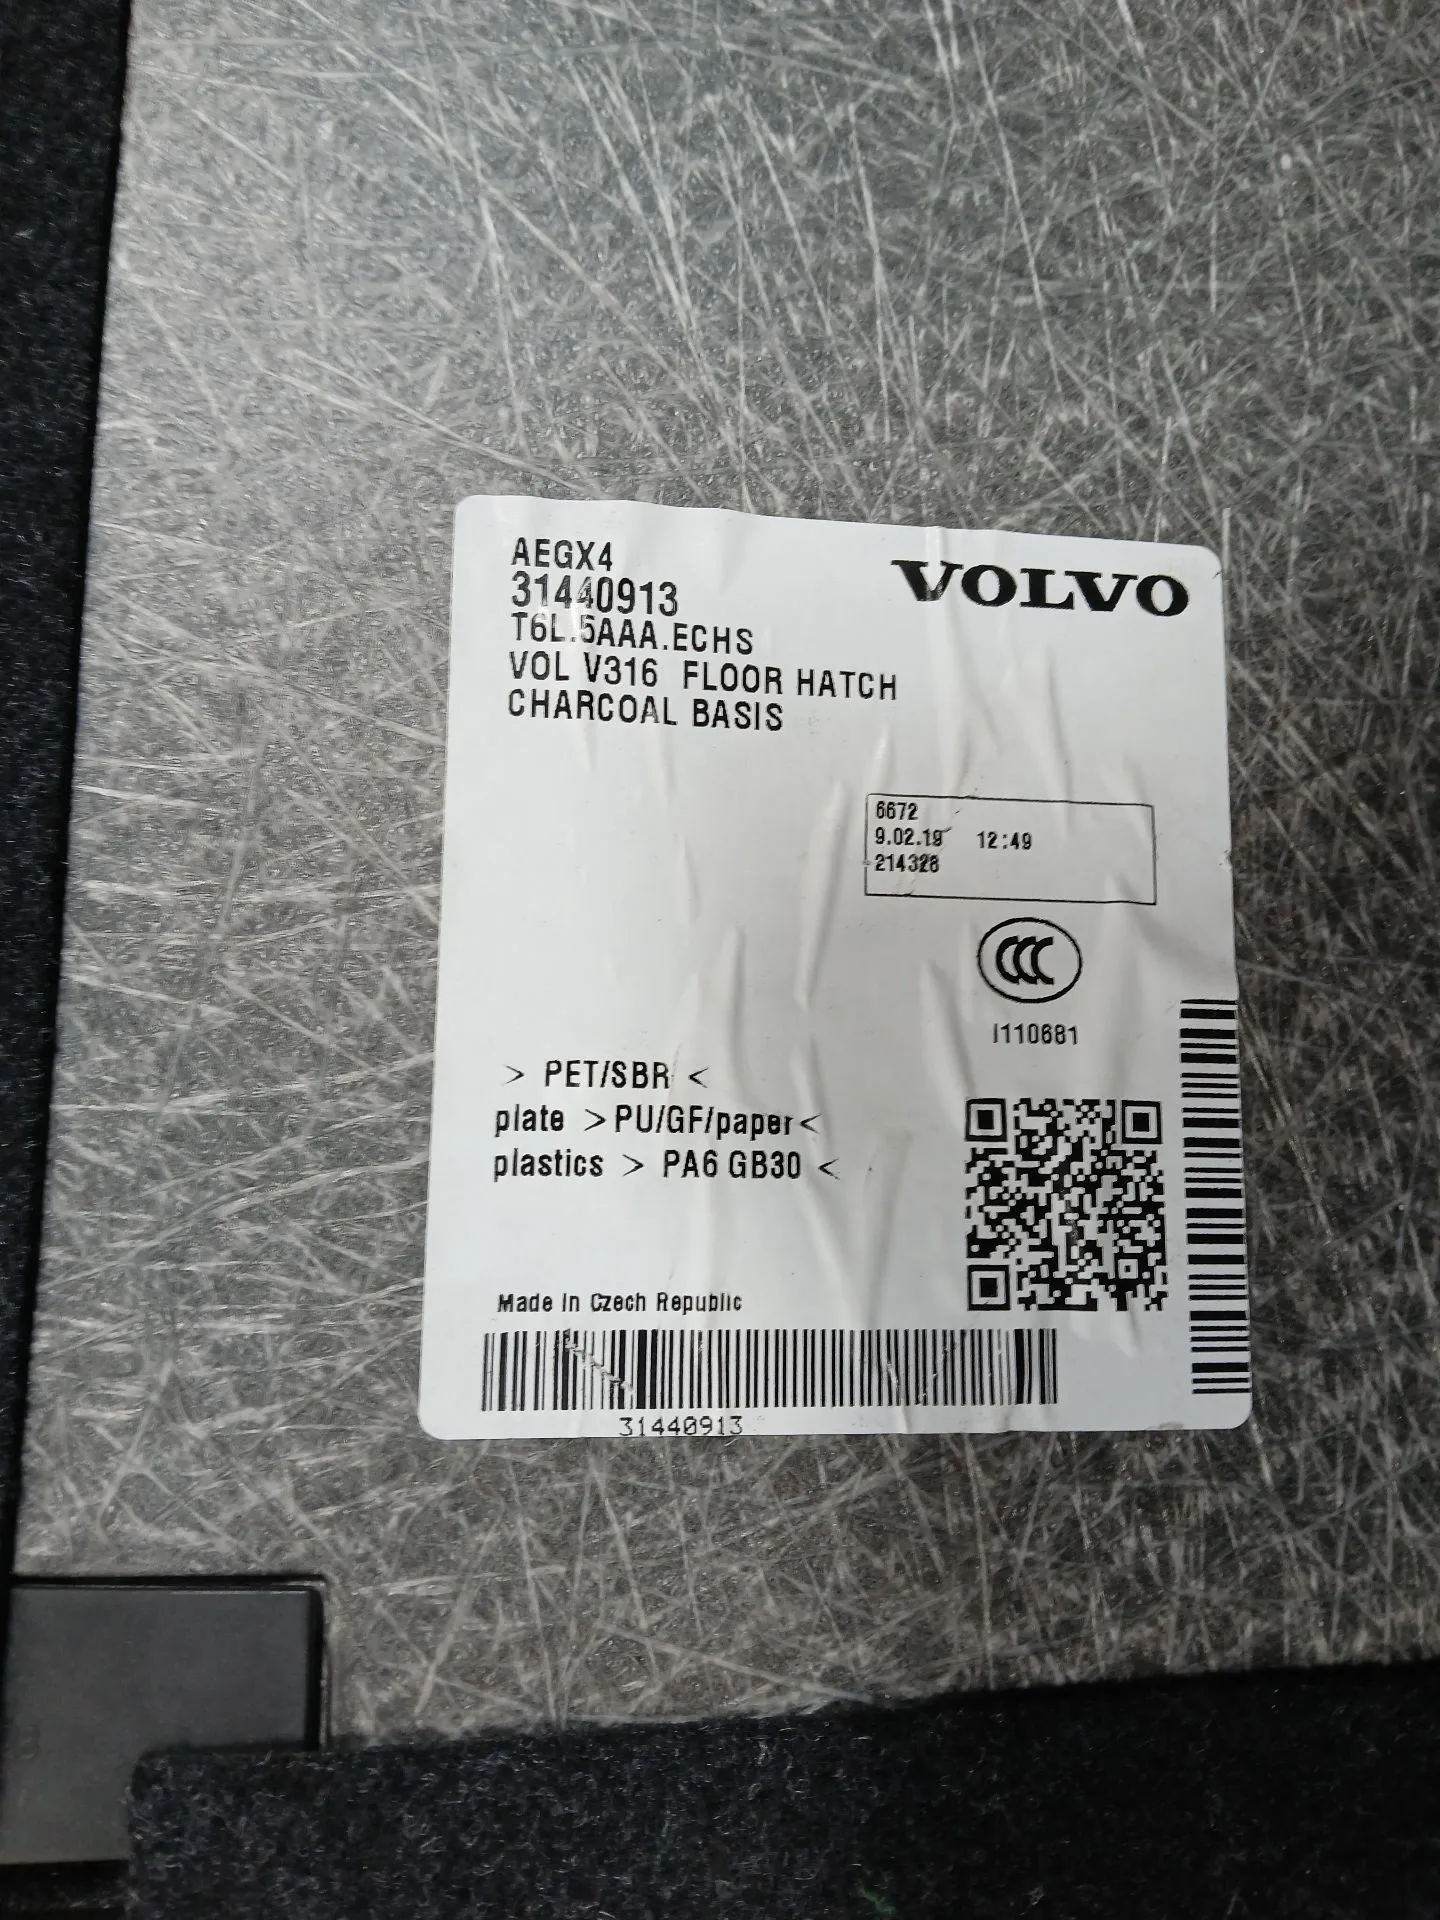 AEGX4
31440913
T6L.5AAA.ECHS
VOL V316 FLOOR HATCH
CHARCOAL BASIS
VOLVO
6672
9.02.19 12:49
214328
CCC
I110681
> PET/SBR <
plate >PU/GF/paper<
plastics > PA6 GB30 <
Made In Czech Republic
31440913